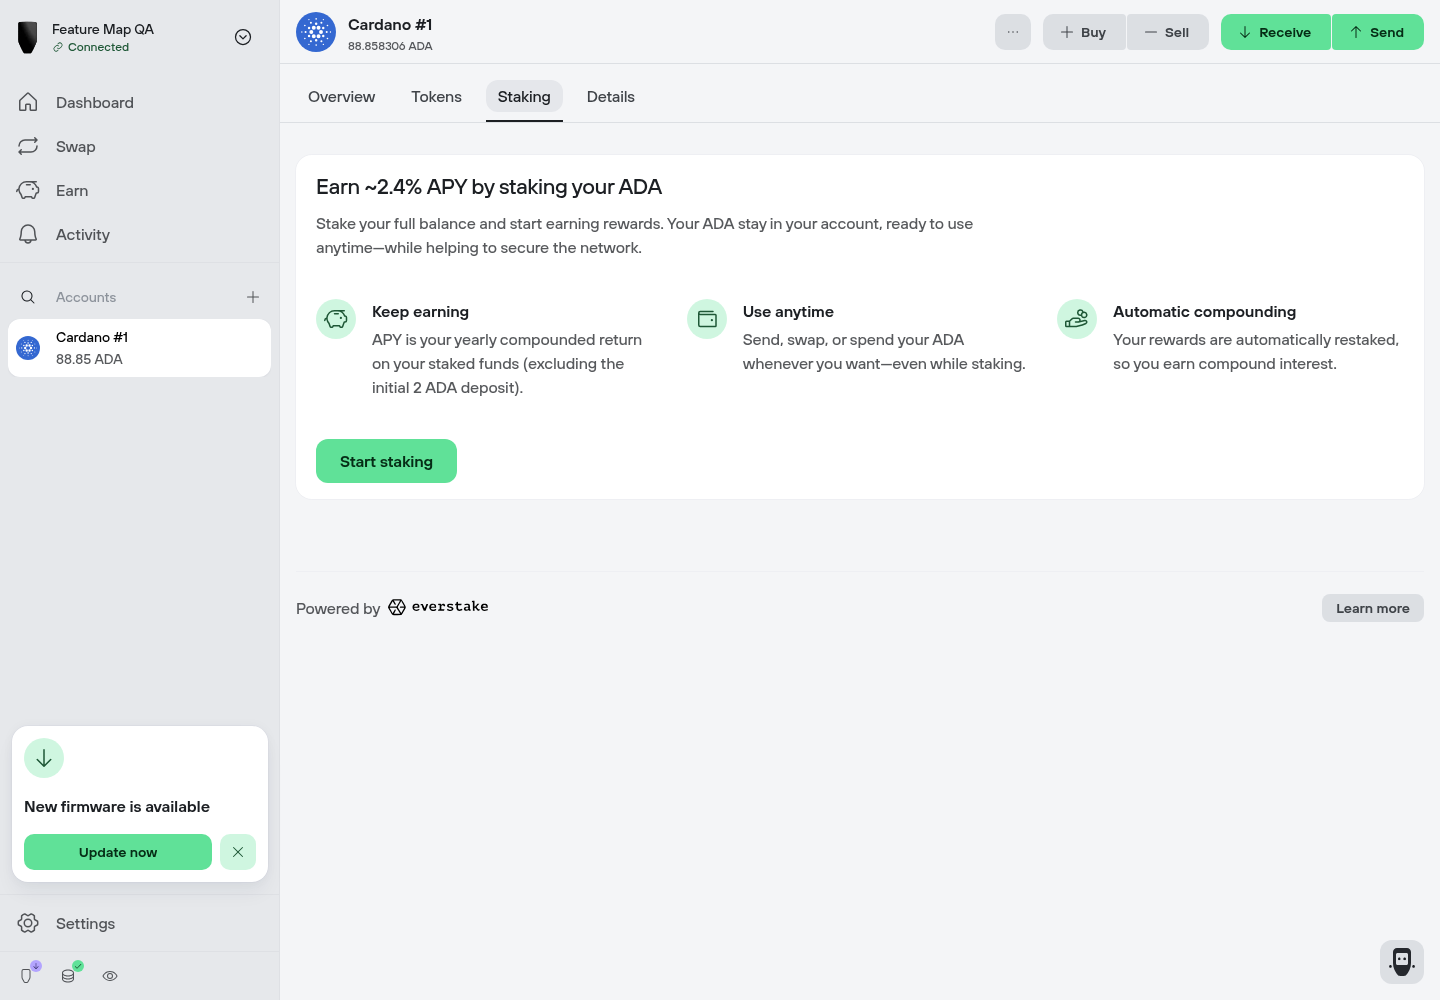 Feature Map QA
Connected
Dashboard
Swap
Earn
Activity
Accounts
Cardano #1
88.85 ADA
New firmware is available
Update now
Settings
Cardano #1
88.858306 ADA
Buy
Sell
Receive
Send
Overview
Tokens
Staking
Details
Earn ~2.4% APY by staking your ADA
Stake your full balance and start earning rewards. Your ADA stay in your account, ready to use
anytime—while helping to secure the network.
Keep earning
APY is your yearly compounded return
on your staked funds (excluding the
initial 2 ADA deposit).
Use anytime
Send, swap, or spend your ADA
whenever you want—even while staking.
Automatic compounding
Your rewards are automatically restaked,
so you earn compound interest.
Start staking
Powered by everstake
Learn more